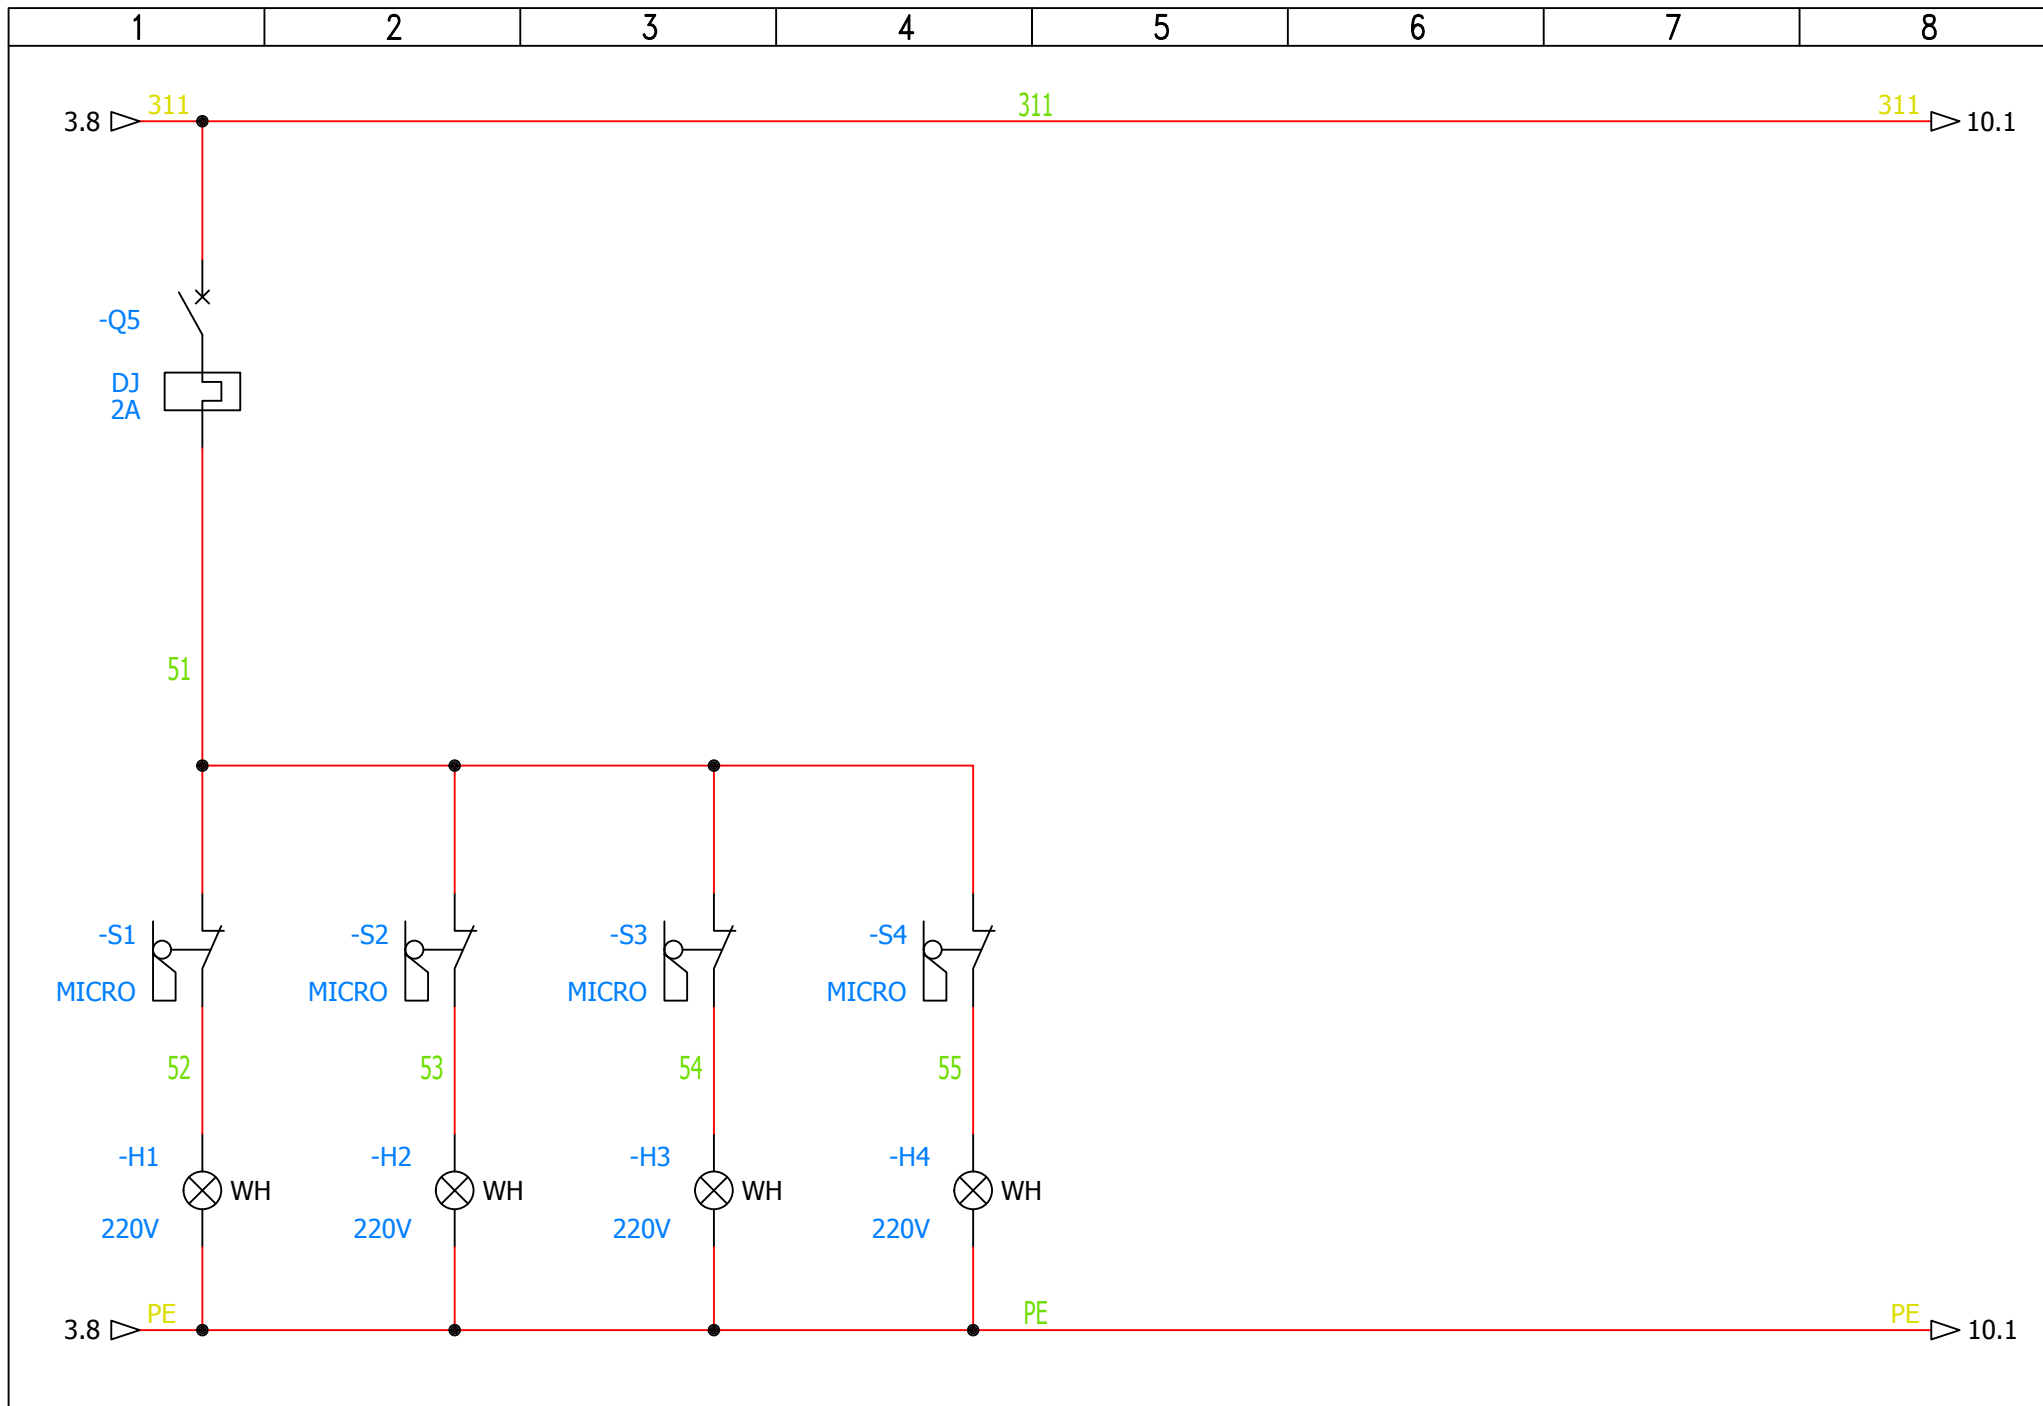 1 2 3 4 5 6 7 8
3.8 311 311 311 10.1
-Q5
DJ
2A
51
-S1 -S2 -S3 -S4
MICRO MICRO MICRO MICRO
52 53 54 55
-H1 -H2 -H3 -H4
WH WH WH WH
220V 220V 220V 220V
3.8 PE PE PE 10.1